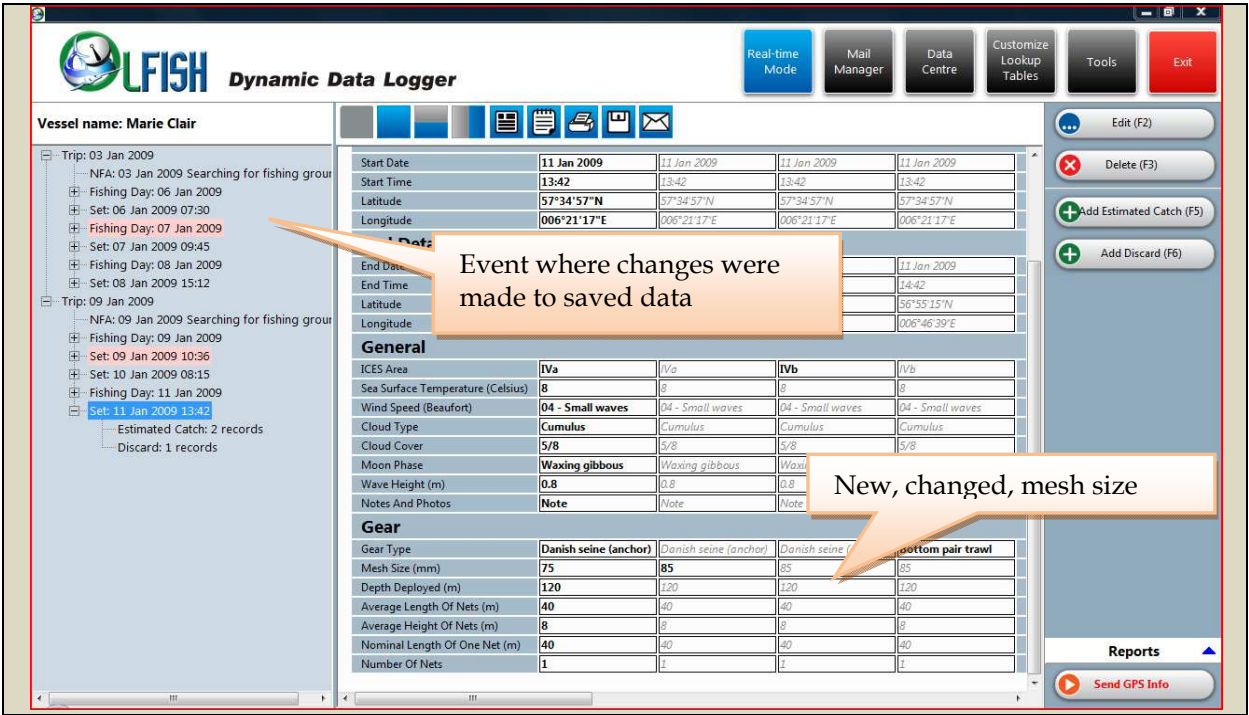 LFISH Dynamic Data Logger
Real-time Mode
Mail Manager
Data Centre
Customize Lookup Tables
Tools
Exit
Vessel name: Marie Clair
Trip: 03 Jan 2009
NFA: 03 Jan 2009 Searching for fishing grour
Fishing Day: 06 Jan 2009
Set: 06 Jan 2009 07:30
Fishing Day: 07 Jan 2009
Set: 07 Jan 2009 09:45
Fishing Day: 08 Jan 2009
Set: 08 Jan 2009 15:12
Trip: 09 Jan 2009
NFA: 09 Jan 2009 Searching for fishing grour
Fishing Day: 09 Jan 2009
Set: 09 Jan 2009 10:36
Set: 10 Jan 2009 08:15
Fishing Day: 11 Jan 2009
Set: 11 Jan 2009 13:42
Estimated Catch: 2 records
Discard: 1 records
Start Date 11 Jan 2009 11 Jan 2009 11 Jan 2009 11 Jan 2009
Start Time 13:42 13:42 13:42 13:42
Latitude 57°34'57"N 57°34'57"N 57°34'57"N 57°34'57"N
Longitude 006°21'17"E 006°21'17"E 006°21'17"E 006°21'17"E
End Date 11 Jan 2009
End Time 14:42
Latitude 56°55'15"N
Longitude 006°46'39"E
Event where changes were
made to saved data
General
ICES Area IVa IVa IVb IVb
Sea Surface Temperature (Celsius) 8 8 8 8
Wind Speed (Beaufort) 04 - Small waves 04 - Small waves 04 - Small waves 04 - Small waves
Cloud Type Cumulus Cumulus Cumulus Cumulus
Cloud Cover 5/8 5/8 5/8 5/8
Moon Phase Waxing gibbous Waxing gibbous
Wave Height (m) 0.8 0.8 0.8
Notes And Photos Note Note Note
New, changed, mesh size
Gear
Gear Type Danish seine (anchor) Danish seine (anchor) Danish seine Bottom pair trawl
Mesh Size (mm) 75 85 85 85
Depth Deployed (m) 120 120 120 120
Average Length Of Nets (m) 40 40 40 40
Average Height Of Nets (m) 8 8 8 8
Nominal Length Of One Net (m) 40 40 40 40
Number Of Nets 1 1 1 1
Edit (F2)
Delete (F3)
Add Estimated Catch (F5)
Add Discard (F6)
Reports
Send GPS Info